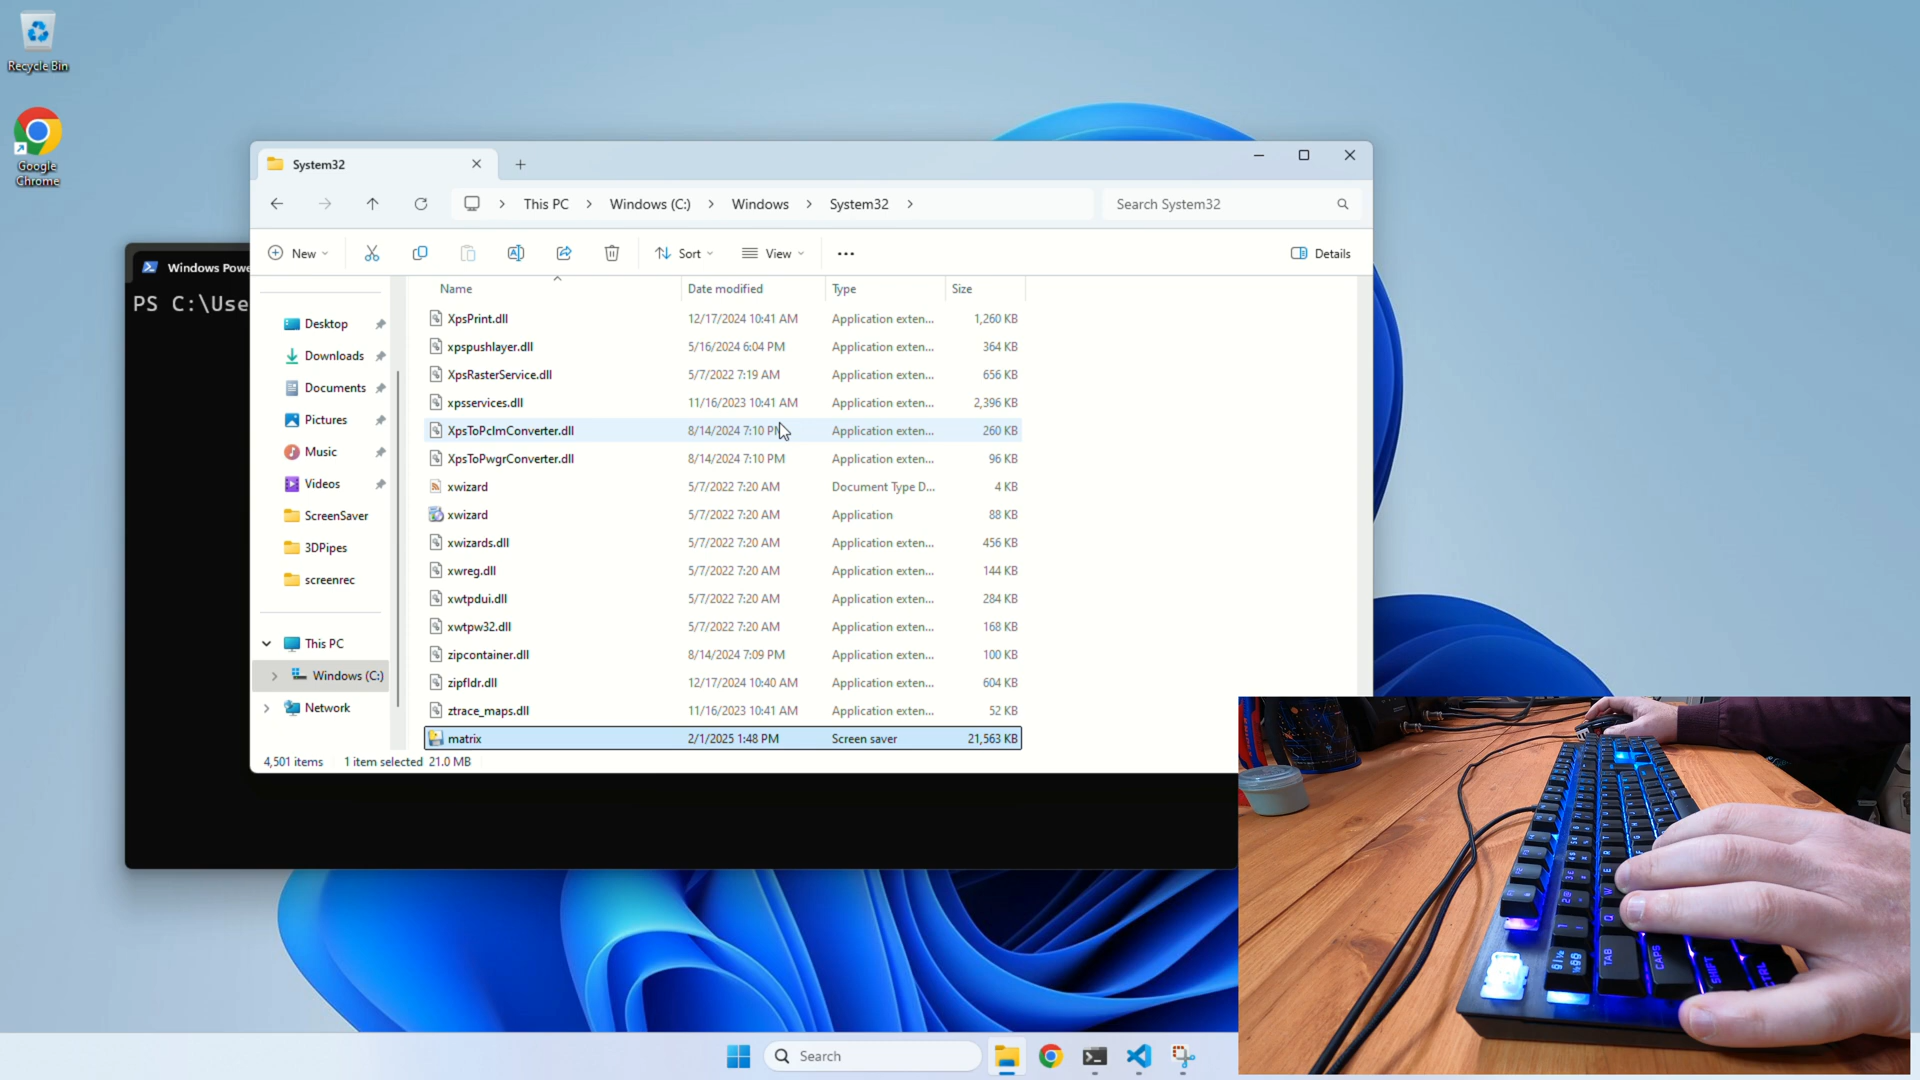 Recycle Bin
Google
Chrome
Windows Powe
PS C:\Use
System32
This PC
Windows (C:)
Windows
System32
Search System32
New
Sort
View
Details
Name
Date modified
Type
Size
Desktop
Downloads
Documents
Pictures
Music
Videos
ScreenSaver
3DPipes
screenrec
This PC
Windows (C:)
Network
XpsPrint.dll 12/17/2024 10:41 AM Application exten... 1,260 KB
xpspushlayer.dll 5/16/2024 6:04 PM Application exten... 364 KB
XpsRasterService.dll 5/7/2022 7:19 AM Application exten... 656 KB
xpsservices.dll 11/16/2023 10:41 AM Application exten... 2,396 KB
XpsToPclmConverter.dll 8/14/2024 7:10 PM Application exten... 260 KB
XpsToPwgrConverter.dll 8/14/2024 7:10 PM Application exten... 96 KB
xwizard 5/7/2022 7:20 AM Document Type D... 4 KB
xwizard 5/7/2022 7:20 AM Application 88 KB
xwizards.dll 5/7/2022 7:20 AM Application exten... 456 KB
xwreg.dll 5/7/2022 7:20 AM Application exten... 144 KB
xwtpdui.dll 5/7/2022 7:20 AM Application exten... 284 KB
xwtpw32.dll 5/7/2022 7:20 AM Application exten... 168 KB
zipcontainer.dll 8/14/2024 7:09 PM Application exten... 100 KB
zipfldr.dll 12/17/2024 10:40 AM Application exten... 604 KB
ztrace_maps.dll 11/16/2023 10:41 AM Application exten... 52 KB
matrix 2/1/2025 1:48 PM Screen saver 21,563 KB
4,501 items 1 item selected 21.0 MB
Search
TAB
CAPS
SHIFT
Q
W
E